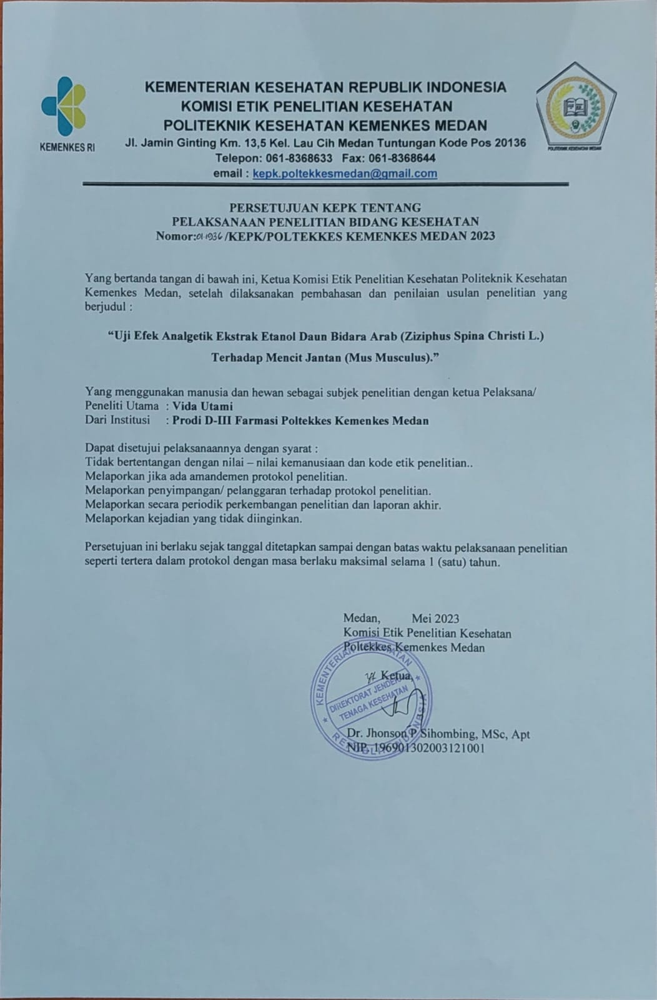 KEMENTERIAN KESEHATAN REPUBLIK INDONESIA
KOMISI ETIK PENELITIAN KESEHATAN
POLITEKNIK KESEHATAN KEMENKES MEDAN
Jl. Jamin Ginting Km. 13,5 Kel. Lau Cih Medan Tuntungan Kode Pos 20136
Telepon: 061-8368633 Fax: 061-8368644
email : kepk.poltekkesmedan@gmail.com
KEMENKES RI
POLITEKNIK KEMENKES MEDAN
PERSETUJUAN KEPK TENTANG
PELAKSANAAN PENELITIAN BIDANG KESEHATAN
Nomor:01.1936/KEPK/POLTEKKES KEMENKES MEDAN 2023
Yang bertanda tangan di bawah ini, Ketua Komisi Etik Penelitian Kesehatan Politeknik Kesehatan
Kemenkes Medan, setelah dilaksanakan pembahasan dan penilaian usulan penelitian yang
berjudul :
“Uji Efek Analgetik Ekstrak Etanol Daun Bidara Arab (Ziziphus Spina Christi L.)
Terhadap Mencit Jantan (Mus Musculus).”
Yang menggunakan manusia dan hewan sebagai subjek penelitian dengan ketua Pelaksana/
Peneliti Utama : Vida Utami
Dari Institusi : Prodi D-III Farmasi Poltekkes Kemenkes Medan
Dapat disetujui pelaksanaannya dengan syarat :
Tidak bertentangan dengan nilai – nilai kemanusiaan dan kode etik penelitian..
Melaporkan jika ada amandemen protokol penelitian.
Melaporkan penyimpangan/ pelanggaran terhadap protokol penelitian.
Melaporkan secara periodik perkembangan penelitian dan laporan akhir.
Melaporkan kejadian yang tidak diinginkan.
Persetujuan ini berlaku sejak tanggal ditetapkan sampai dengan batas waktu pelaksanaan penelitian
seperti tertera dalam protokol dengan masa berlaku maksimal selama 1 (satu) tahun.
Medan, Mei 2023
Komisi Etik Penelitian Kesehatan
Poltekkes Kemenkes Medan
Ketua,
KEMENTERIAN KESEHATAN
DIREKTORAT JENDERAL
TENAGA KESEHATAN
REPUBLIK INDONESIA
Dr. Jhonson P Sihombing, MSc, Apt
NIP. 196901302003121001